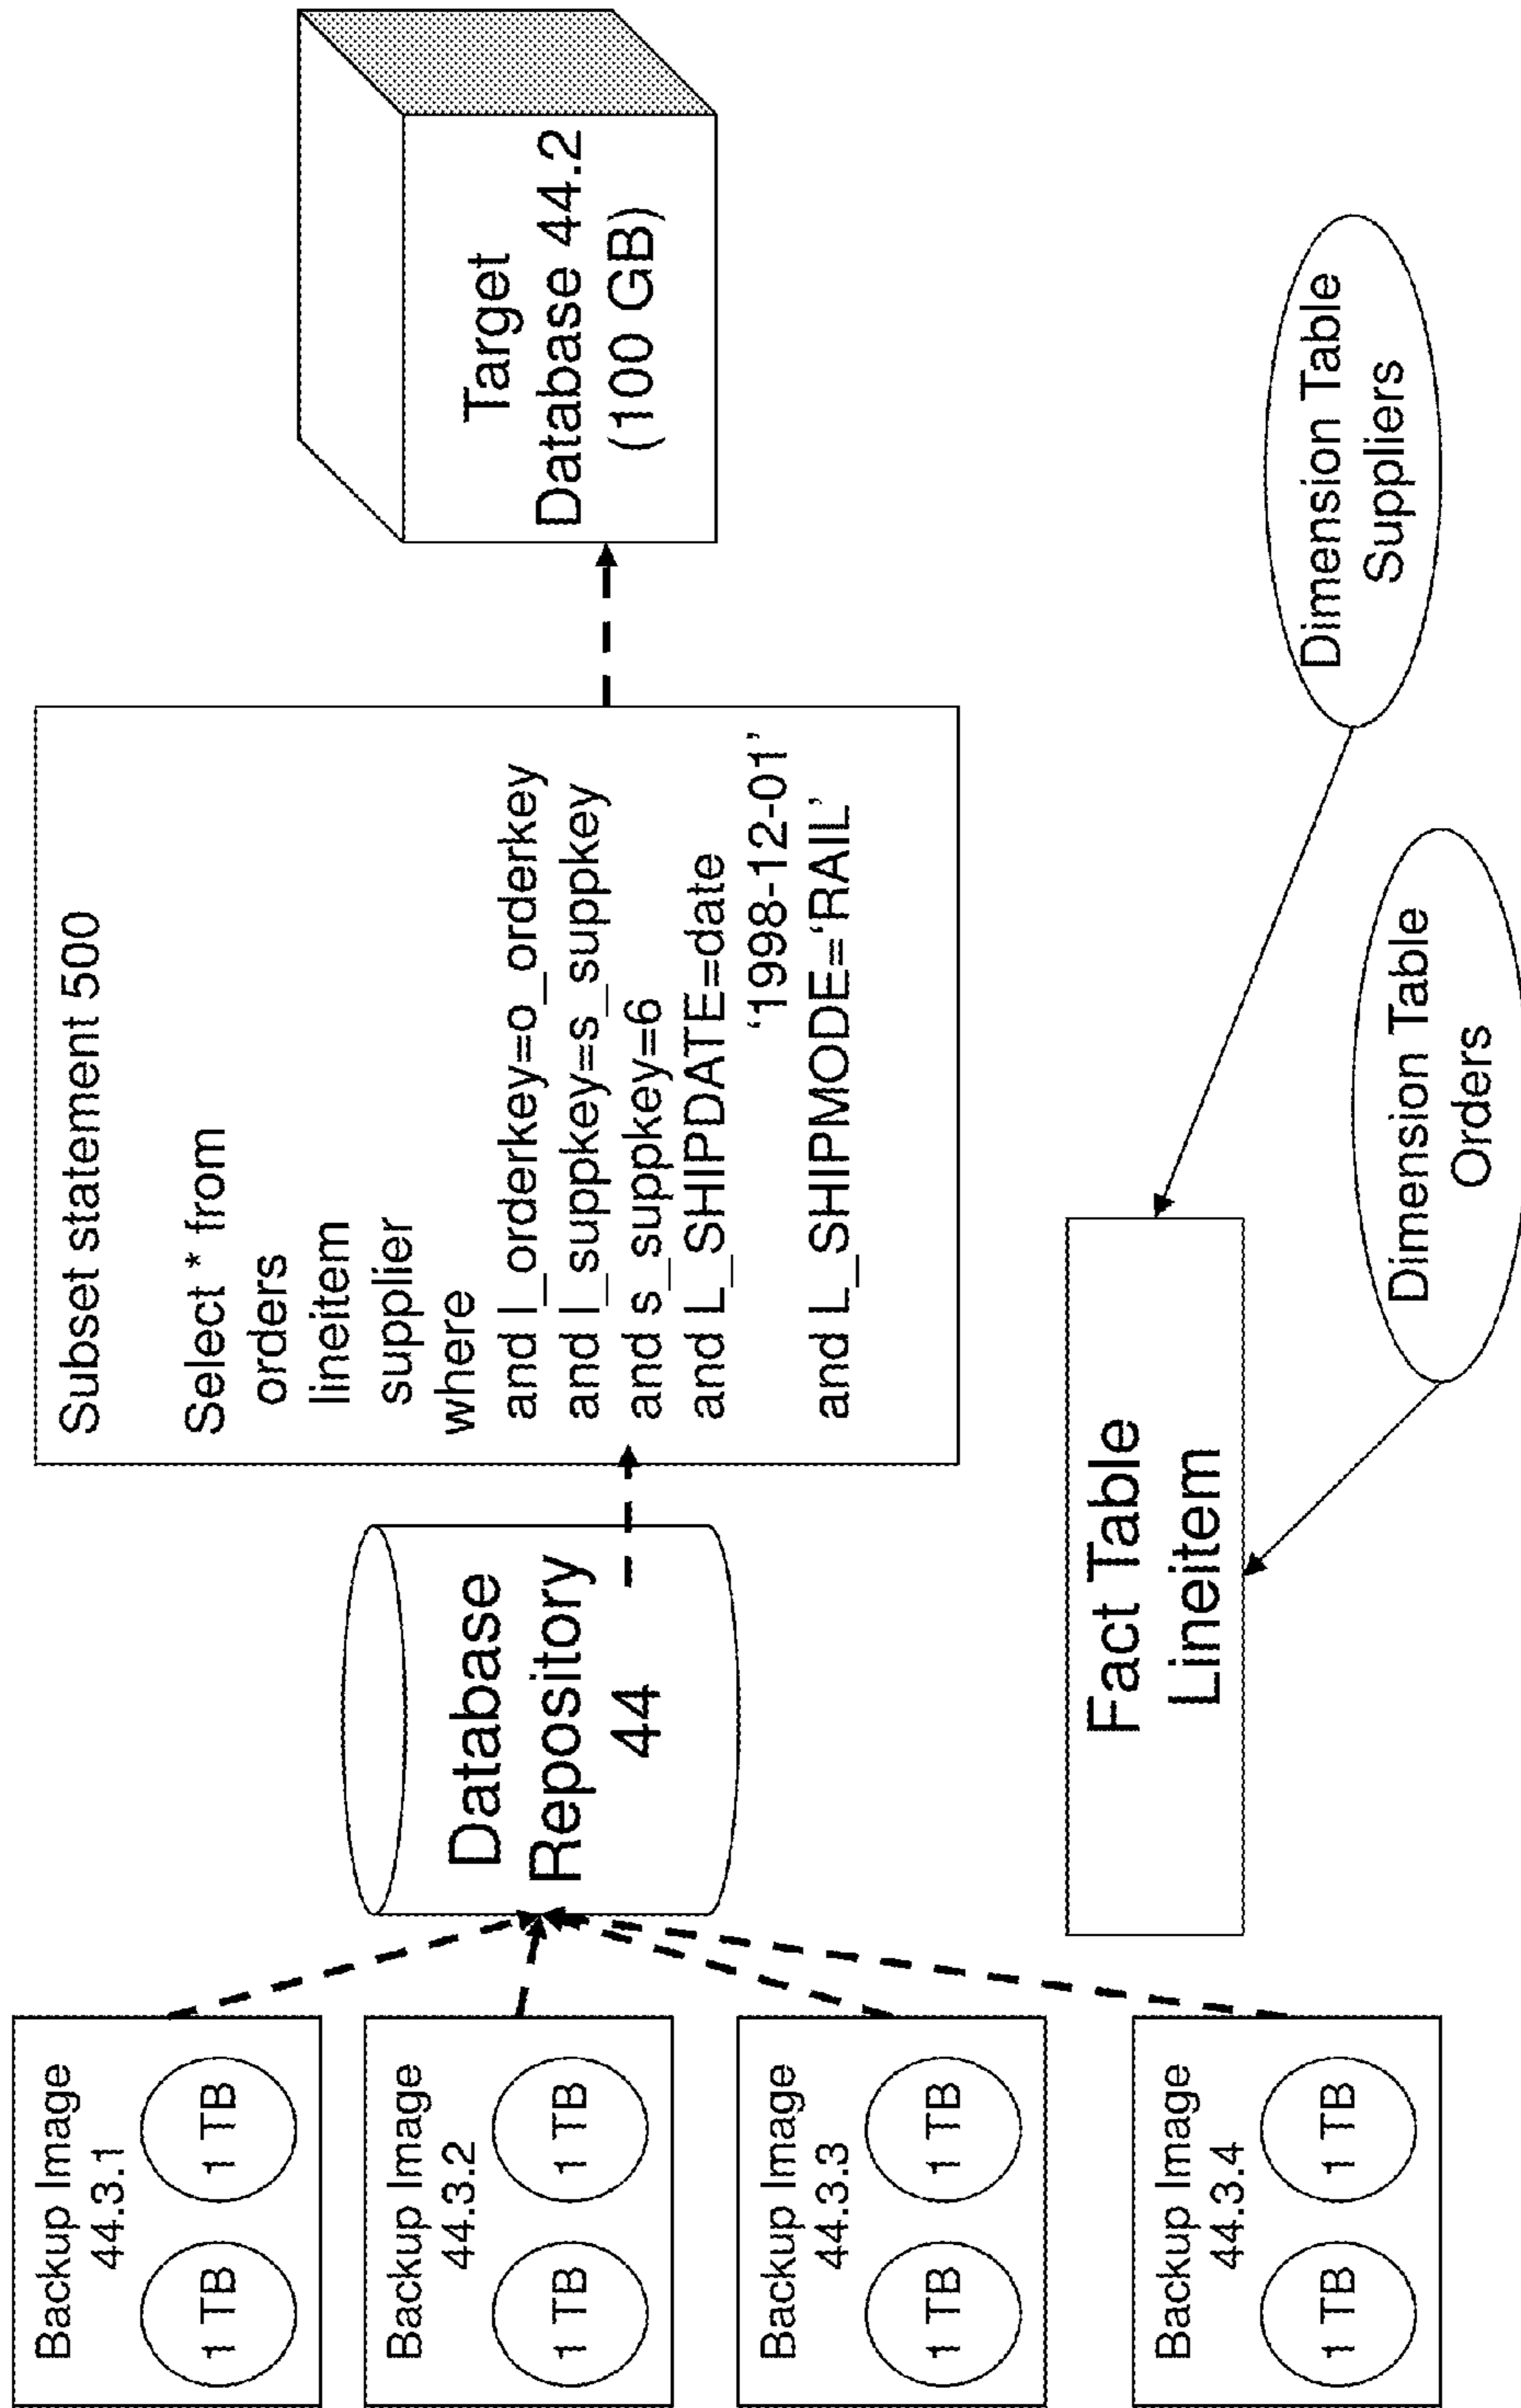 Backup Image
44.3.1
1 TB
1 TB
Backup Image
44.3.2
1 TB
1 TB
Backup Image
44.3.3
1 TB
1 TB
Backup Image
44.3.4
1 TB
1 TB
Database
Repository
44
Subset statement 500
Select * from
orders
lineitem
supplier
where
and l_orderkey=o_orderkey
and l_suppkey=s_suppkey
and s_suppkey=6
and L_SHIPDATE=date
‘1998-12-01’
and L_SHIPMODE=‘RAIL’
Target
Database 44.2
(100 GB)
Fact Table
Lineitem
Dimension Table
Orders
Dimension Table
Suppliers